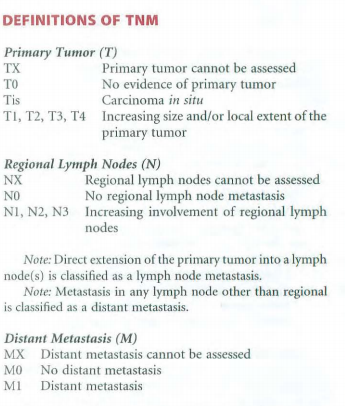 DEFINITIONS OF TNM
Primary Tumor (T)
TX Primary tumor cannot be assessed
T0 No evidence of primary tumor
Tis Carcinoma in situ
T1, T2, T3, T4 Increasing size and/or local extent of the
primary tumor
Regional Lymph Nodes (N)
NX Regional lymph nodes cannot be assessed
N0 No regional lymph node metastasis
N1, N2, N3 Increasing involvement of regional lymph
nodes
Note: Direct extension of the primary tumor into a lymph
node(s) is classified as a lymph node metastasis.
Note: Metastasis in any lymph node other than regional
is classified as a distant metastasis.
Distant Metastasis (M)
MX Distant metastasis cannot be assessed
M0 No distant metastasis
M1 Distant metastasis